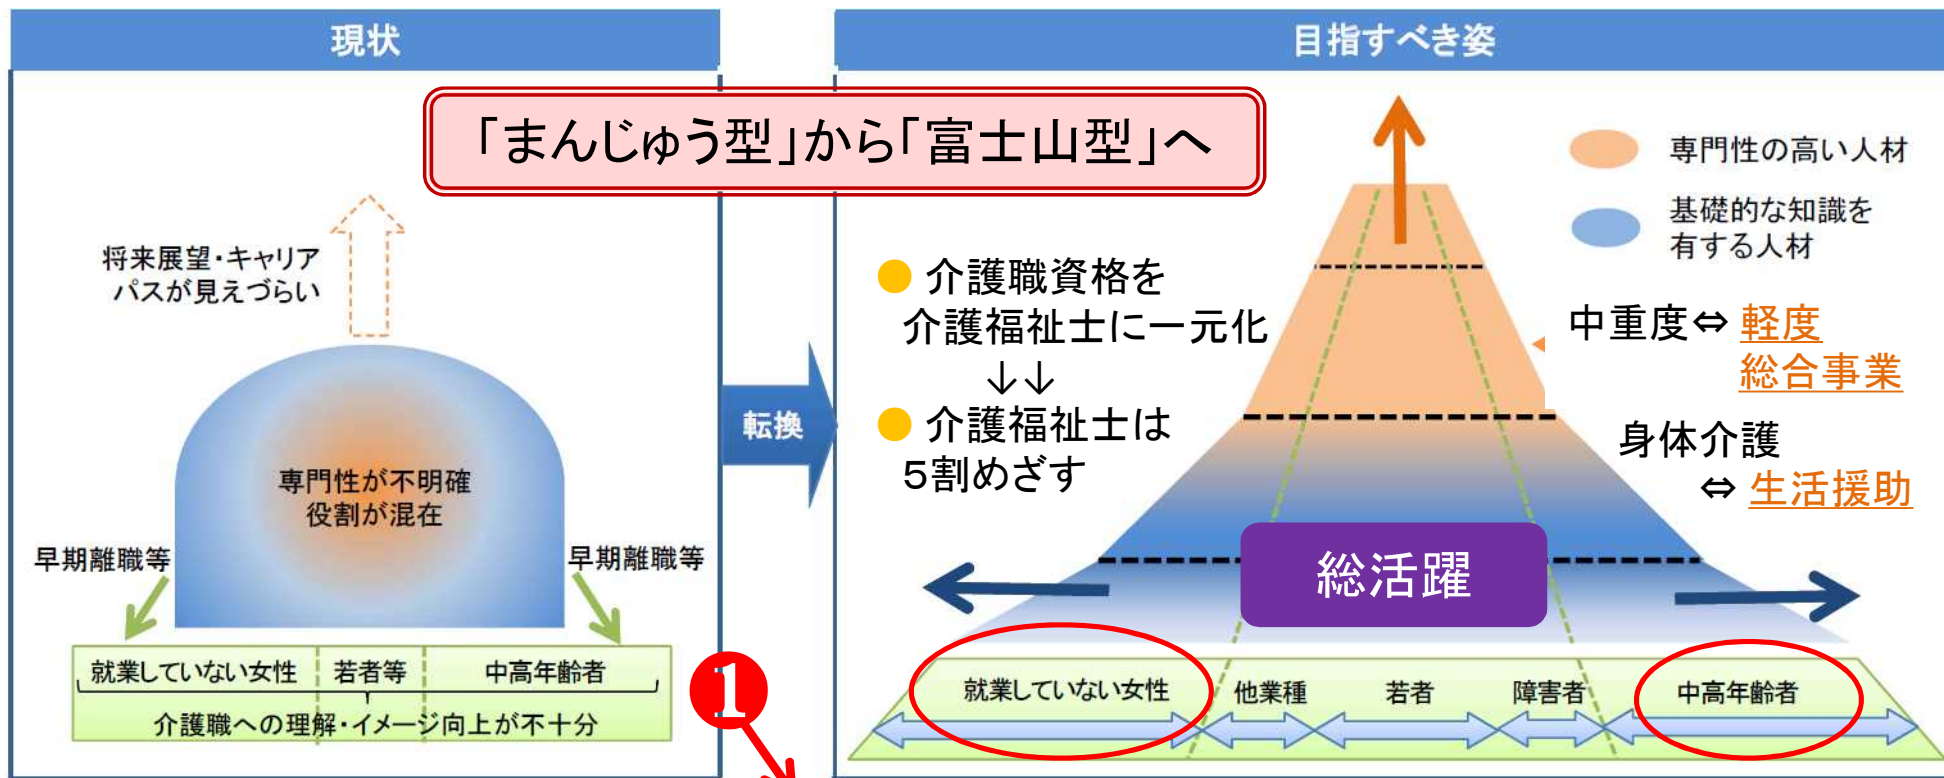 現状
目指すべき姿
「まんじゅう型」から「富士山型」へ
将来展望・キャリア
パスが見えづらい
専門性が不明確
役割が混在
早期離職等
早期離職等
就業していない女性
若者等
中高年齢者
介護職への理解・イメージ向上が不十分
転換
1
専門性の高い人材
基礎的な知識を
有する人材
● 介護職資格を
介護福祉士に一元化
↓↓
● 介護福祉士は
5割めざす
中重度⇔ 軽度
総合事業
身体介護
⇔ 生活援助
総活躍
就業していない女性
他業種
若者
障害者
中高年齢者